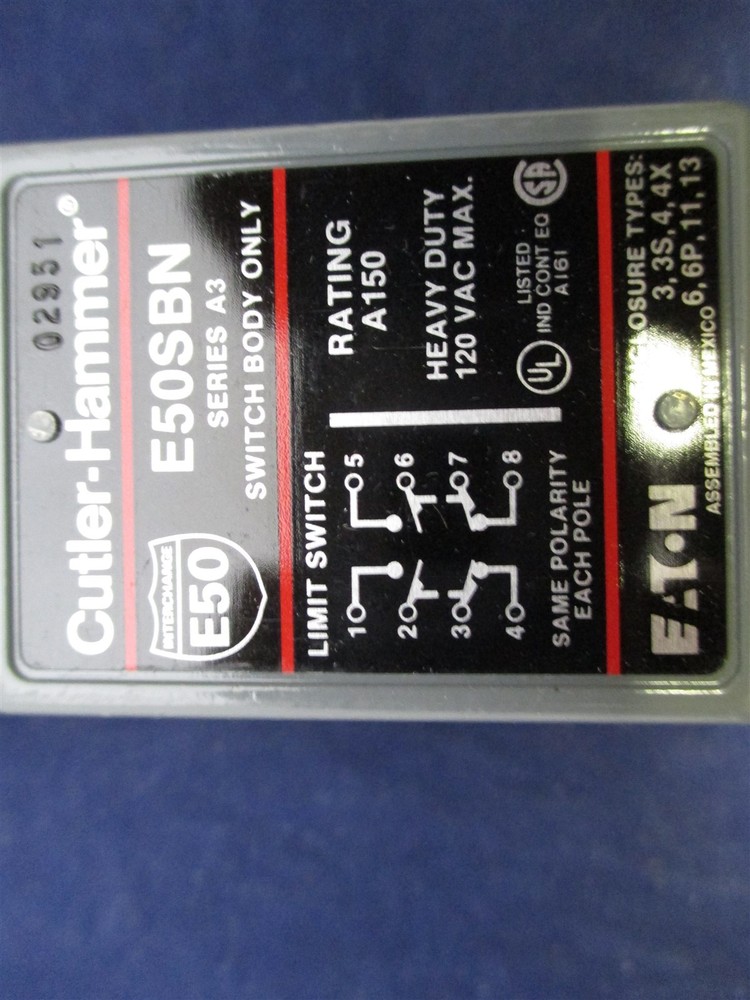 02951
Cutler-Hammer®
INTERCHANGE
E50
E50SBN
SERIES A3
SWITCH BODY ONLY
LIMIT SWITCH
1 5
2 6
3 7
4 8
SAME POLARITY
EACH POLE
RATING
A150
HEAVY DUTY
120 VAC MAX.
UL
LISTED
IND CONT EQ
A161
SA
EATON
OSURE TYPES:
3, 3S, 4, 4X
6, 6P, 11, 13
ASSEMBLED IN MEXICO